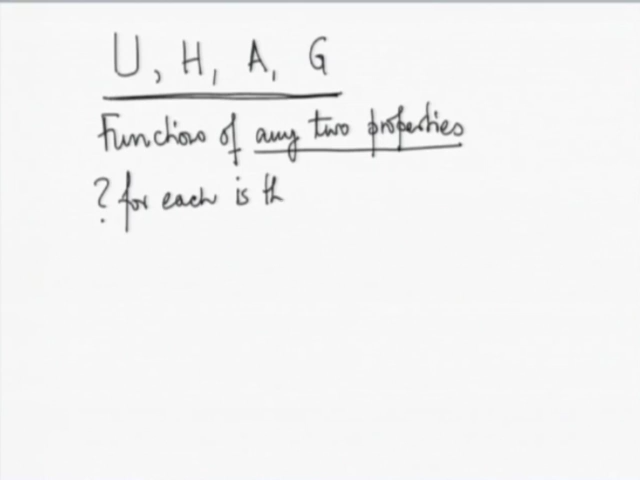 U, H, A, G
Functions of any two properties
? for each is th